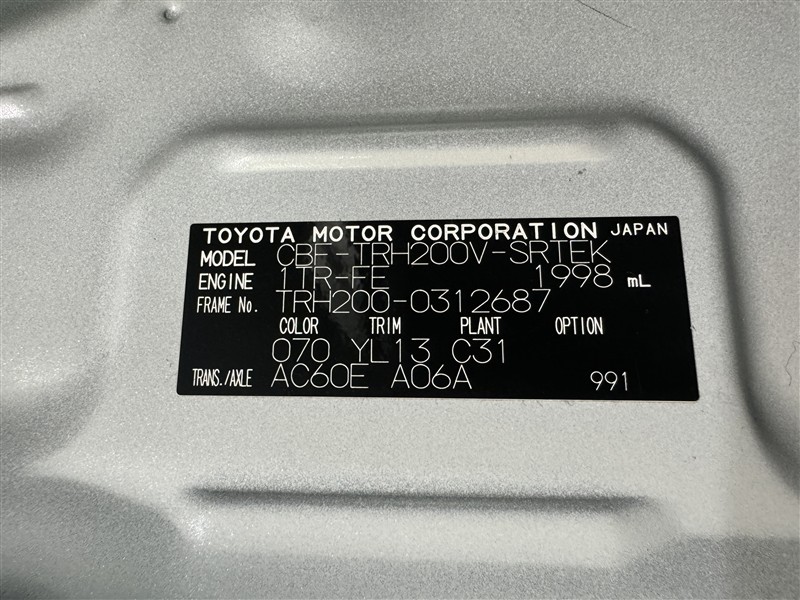 TOYOTA MOTOR CORPORATION JAPAN
MODEL CBF-TRH200V-SRTEK
ENGINE 1TR-FE 1998 mL
FRAME No. TRH200-0312687
COLOR TRIM PLANT OPTION
070 YL13 C31
TRANS./AXLE AC60E A06A 991